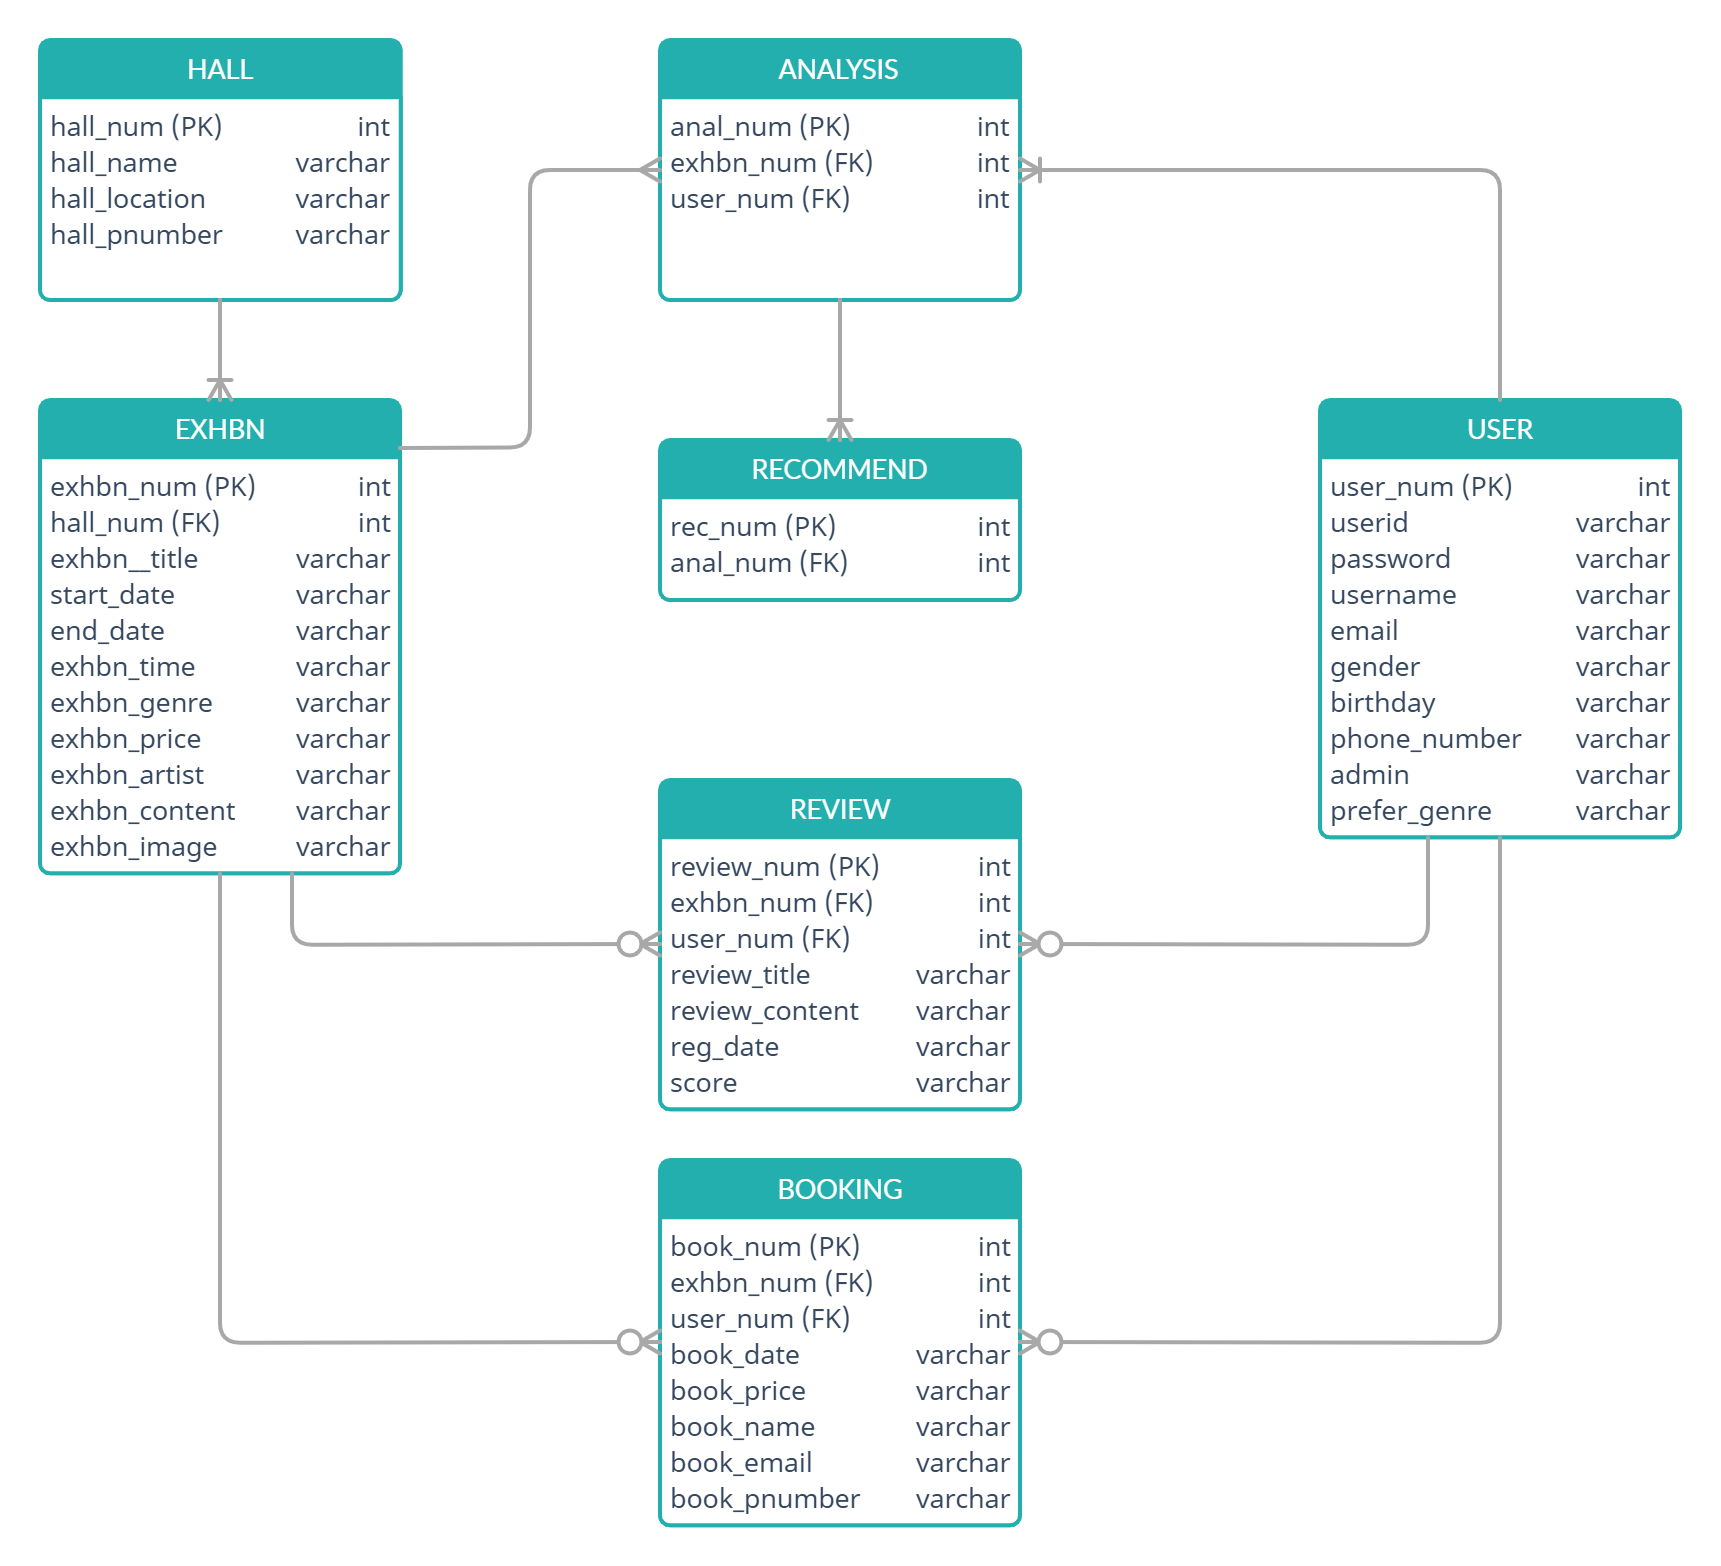 HALL
hall_num (PK) int
hall_name varchar
hall_location varchar
hall_pnumber varchar
ANALYSIS
anal_num (PK) int
exhbn_num (FK) int
user_num (FK) int
EXHBN
exhbn_num (PK) int
hall_num (FK) int
exhbn__title varchar
start_date varchar
end_date varchar
exhbn_time varchar
exhbn_genre varchar
exhbn_price varchar
exhbn_artist varchar
exhbn_content varchar
exhbn_image varchar
RECOMMEND
rec_num (PK) int
anal_num (FK) int
USER
user_num (PK) int
userid varchar
password varchar
username varchar
email varchar
gender varchar
birthday varchar
phone_number varchar
admin varchar
prefer_genre varchar
REVIEW
review_num (PK) int
exhbn_num (FK) int
user_num (FK) int
review_title varchar
review_content varchar
reg_date varchar
score varchar
BOOKING
book_num (PK) int
exhbn_num (FK) int
user_num (FK) int
book_date varchar
book_price varchar
book_name varchar
book_email varchar
book_pnumber varchar